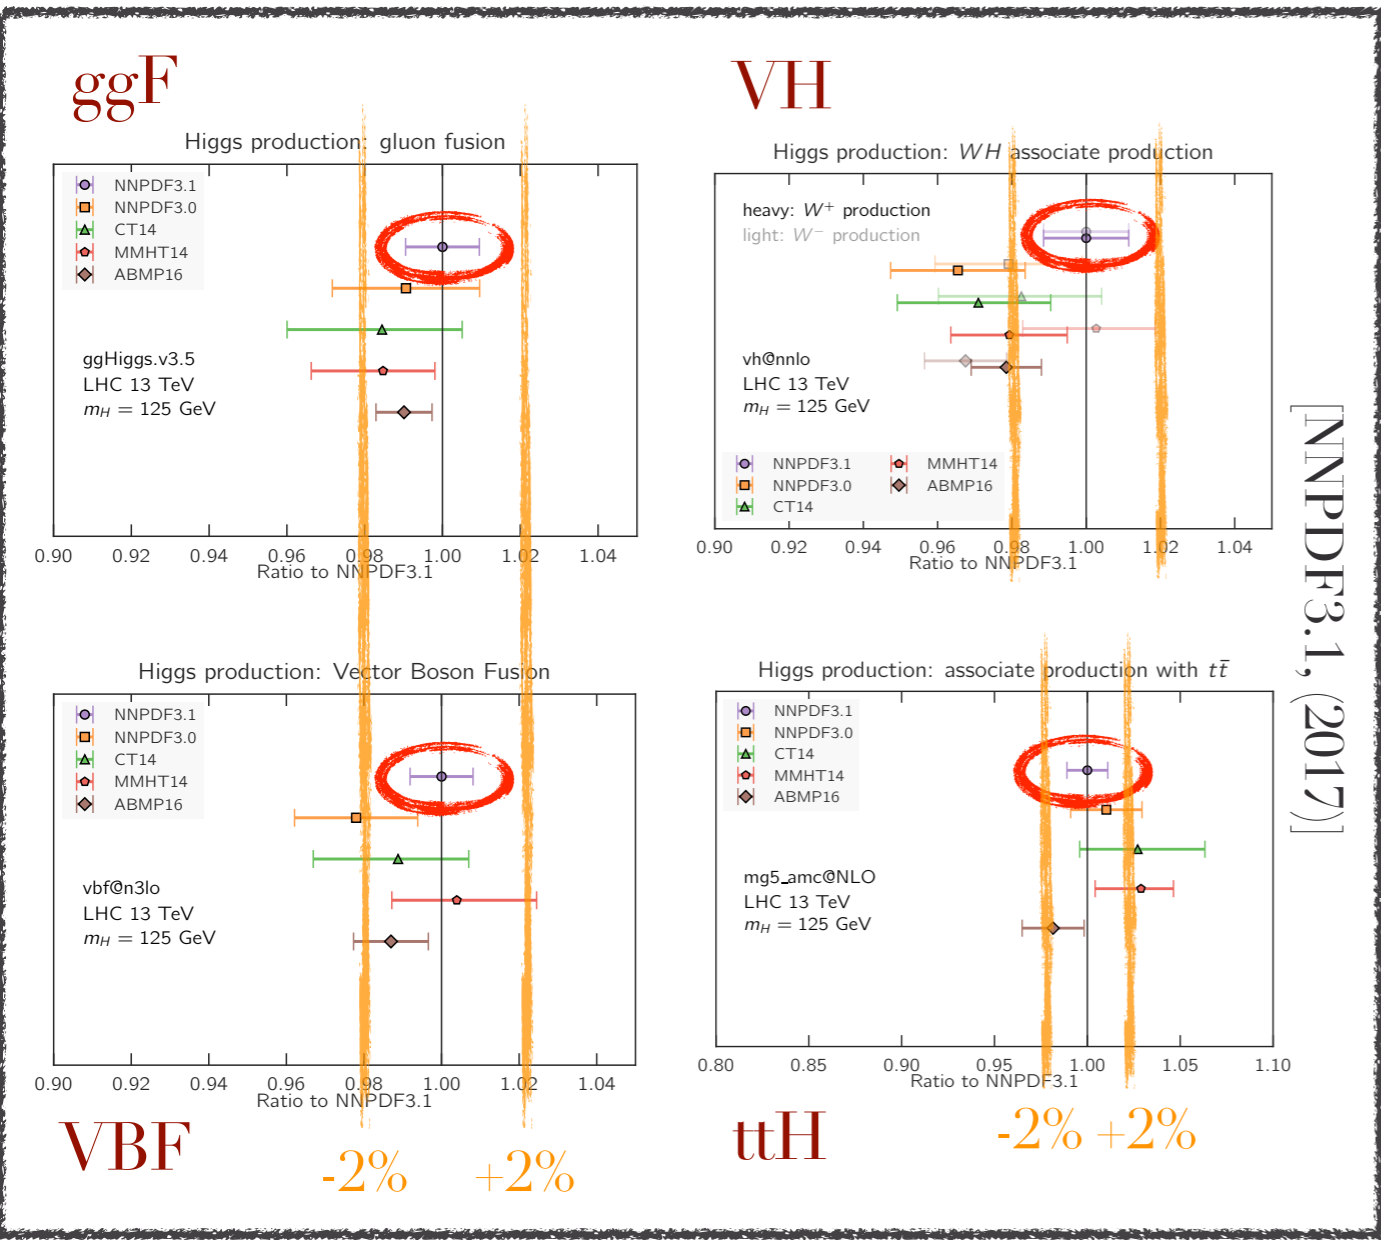 ggF
Higgs production: gluon fusion
NNPDF3.1
NNPDF3.0
CT14
MMHT14
ABMP16
ggHiggs.v3.5
LHC 13 TeV
m_H = 125 GeV
0.90 0.92 0.94 0.96 0.98 1.00 1.02 1.04
Ratio to NNPDF3.1
VH
Higgs production: WH associate production
heavy: W⁺ production
light: W⁻ production
vh@nnlo
LHC 13 TeV
m_H = 125 GeV
NNPDF3.1 MMHT14
NNPDF3.0 ABMP16
CT14
0.90 0.92 0.94 0.96 0.98 1.00 1.02 1.04
Ratio to NNPDF3.1
Higgs production: Vector Boson Fusion
NNPDF3.1
NNPDF3.0
CT14
MMHT14
ABMP16
vbf@n3lo
LHC 13 TeV
m_H = 125 GeV
0.90 0.92 0.94 0.96 0.98 1.00 1.02 1.04
Ratio to NNPDF3.1
VBF
-2% +2%
Higgs production: associate production with tt̄
NNPDF3.1
NNPDF3.0
CT14
MMHT14
ABMP16
mg5_amc@NLO
LHC 13 TeV
m_H = 125 GeV
0.80 0.85 0.90 0.95 1.00 1.05 1.10
Ratio to NNPDF3.1
ttH
-2% +2%
[NNPDF3.1, (2017)]